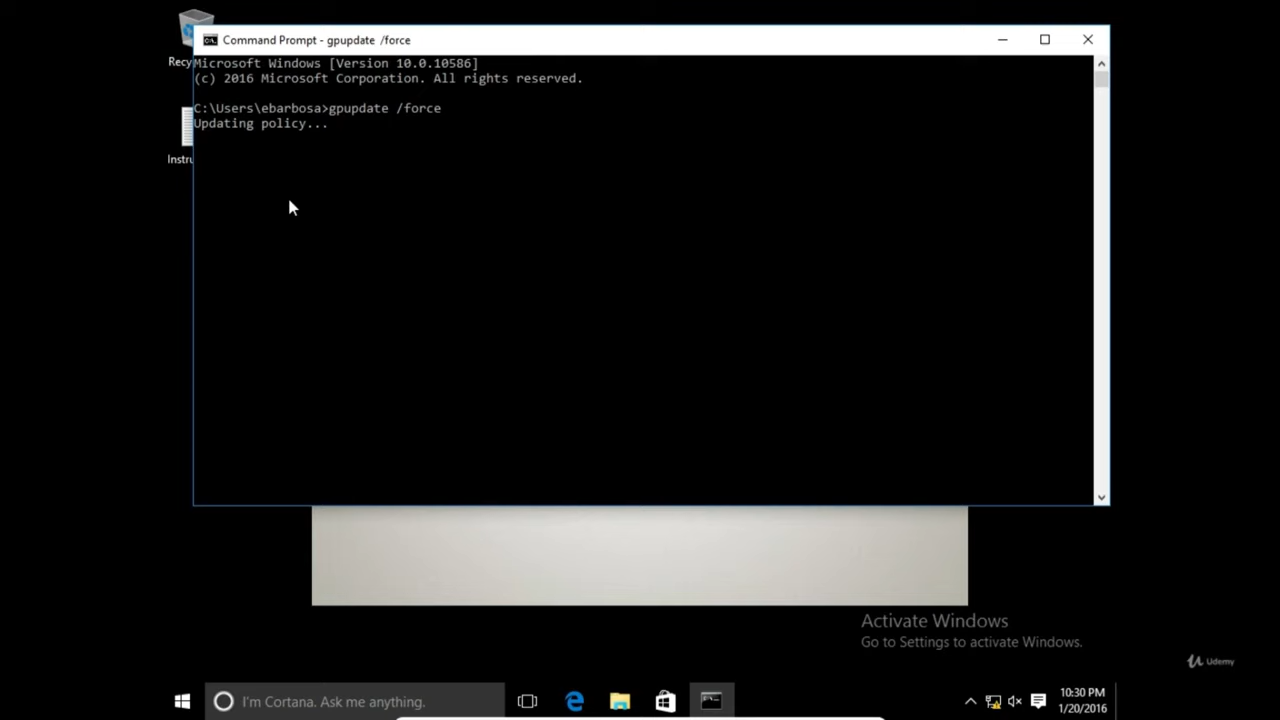 Recy
Command Prompt - gpupdate /force
Microsoft Windows [Version 10.0.10586]
(c) 2016 Microsoft Corporation. All rights reserved.
C:\Users\ebarbosa>gpupdate /force
Updating policy...
Instru
Activate Windows
Go to Settings to activate Windows.
Udemy
I'm Cortana. Ask me anything.
10:30 PM
1/20/2016